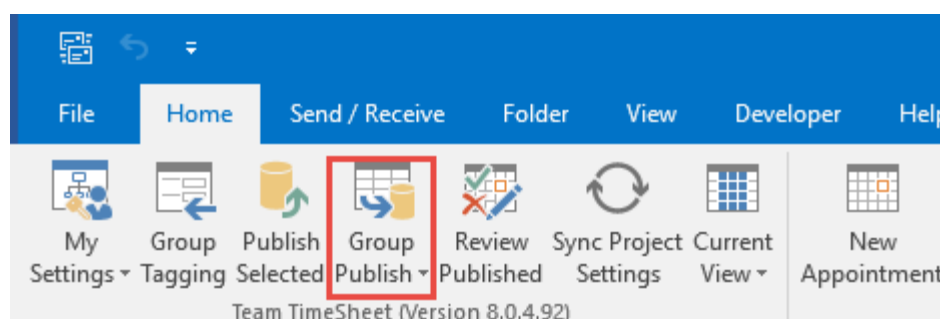 File Home Send / Receive Folder View Developer Help
My Group Publish Group Review Sync Project Current New
Settings Tagging Selected Publish Published Settings View Appointment
Team TimeSheet (Version 8.0.4.92)